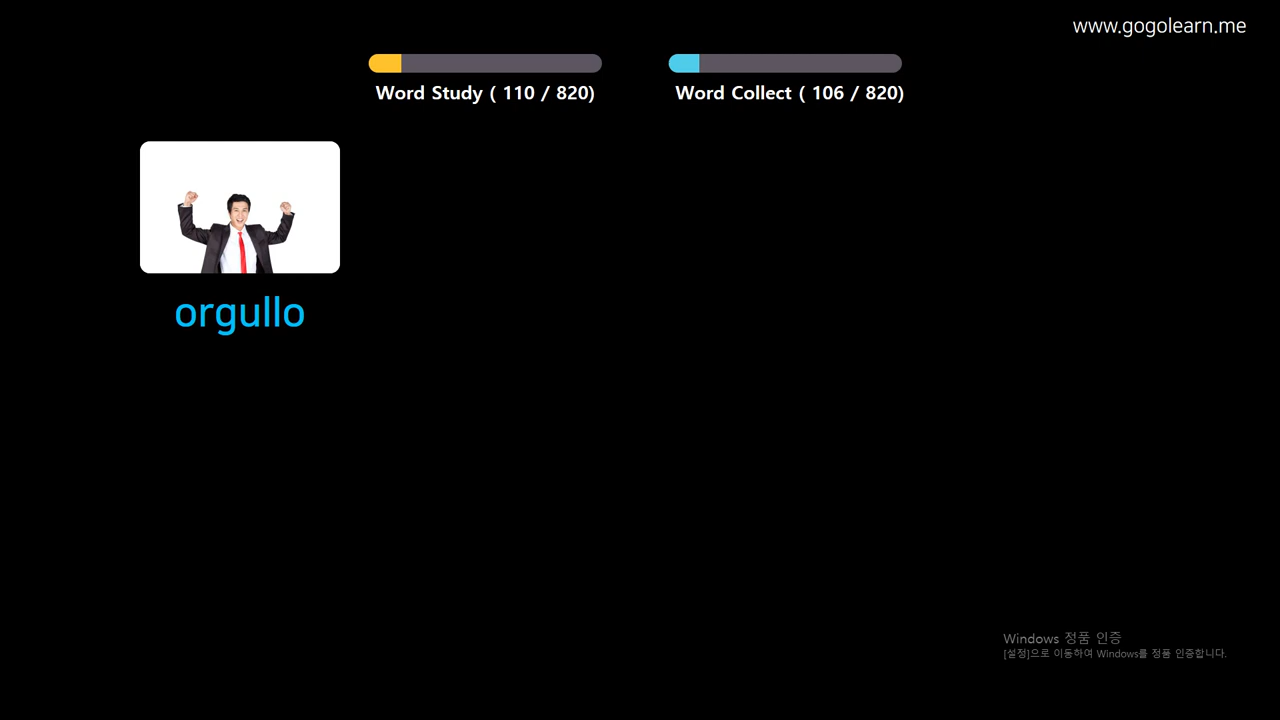 www.gogolearn.me
Word Study ( 110 / 820)
Word Collect ( 106 / 820)
orgullo
Windows 정품 인증
[설정]으로 이동하여 Windows를 정품 인증합니다.